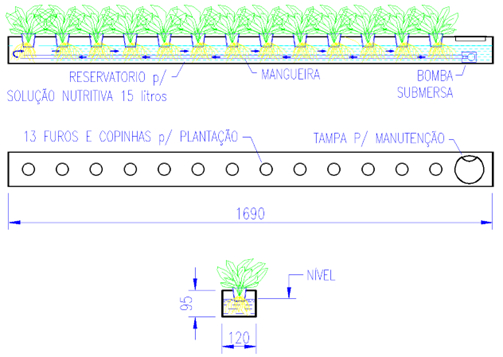 RESERVATORIO p/
SOLUÇÃO NUTRITIVA 15 litros
MANGUEIRA
BOMBA
SUBMERSA
13 FUROS E COPINHAS p/ PLANTAÇÃO
TAMPA P/ MANUTENÇÃO
1690
NÍVEL
95
120